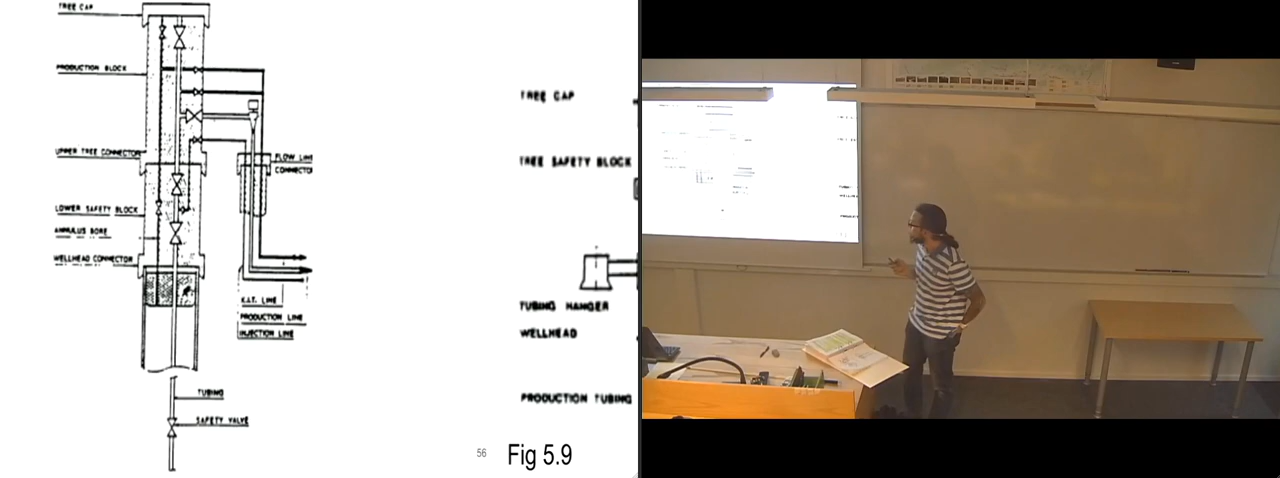 TREE CAP
PRODUCTION BLOCK
UPPER TREE CONNECTOR
FLOW LINE
CONNECTOR
LOWER SAFETY BLOCK
ANNULUS BORE
WELLHEAD CONNECTOR
PRODUCTION LINE
INJECTION LINE
TUBING
SAFETY VALVE
TREE CAP
TREE SAFETY BLOCK
TUBING HANGER
WELLHEAD
PRODUCTION TUBING
56
Fig 5.9